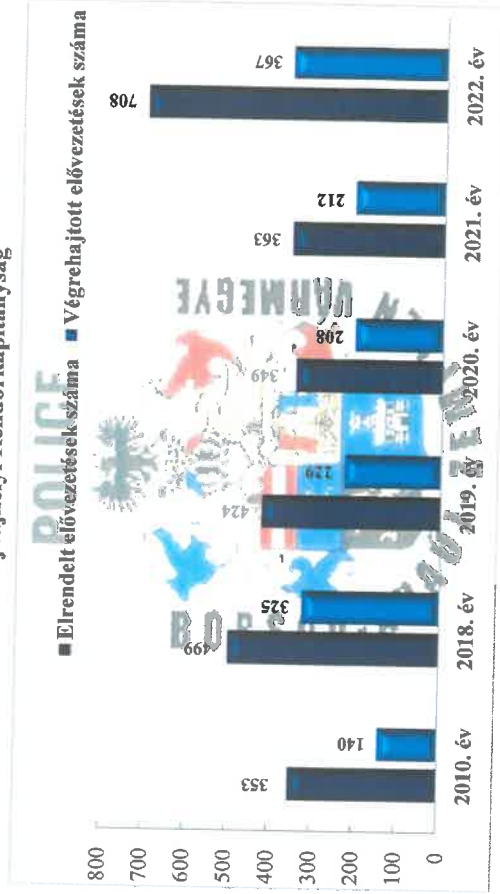 ■ Elrendelt elővezetések száma ■ Végrehajtott elővezetések száma
POLICE
VÁRMEGYE
800
700
600
500
400
300
200
100
0
353
140
499
325
424
349
208
363
212
708
367
2010. év
2018. év
2019. év
2020. év
2021. év
2022. év